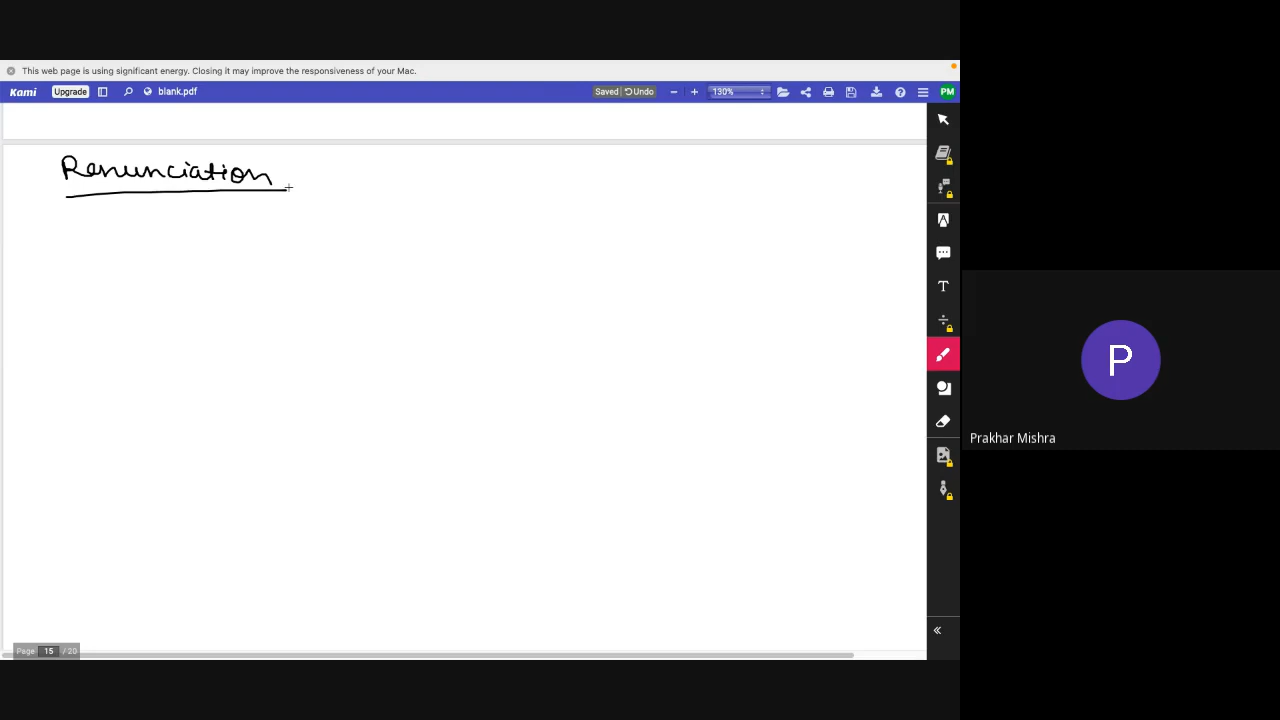 This web page is using significant energy. Closing it may improve the responsiveness of your Mac.
Kami Upgrade blank.pdf Saved Undo 130% PM
Renunciation
T
P
Prakhar Mishra
Page 15 / 20